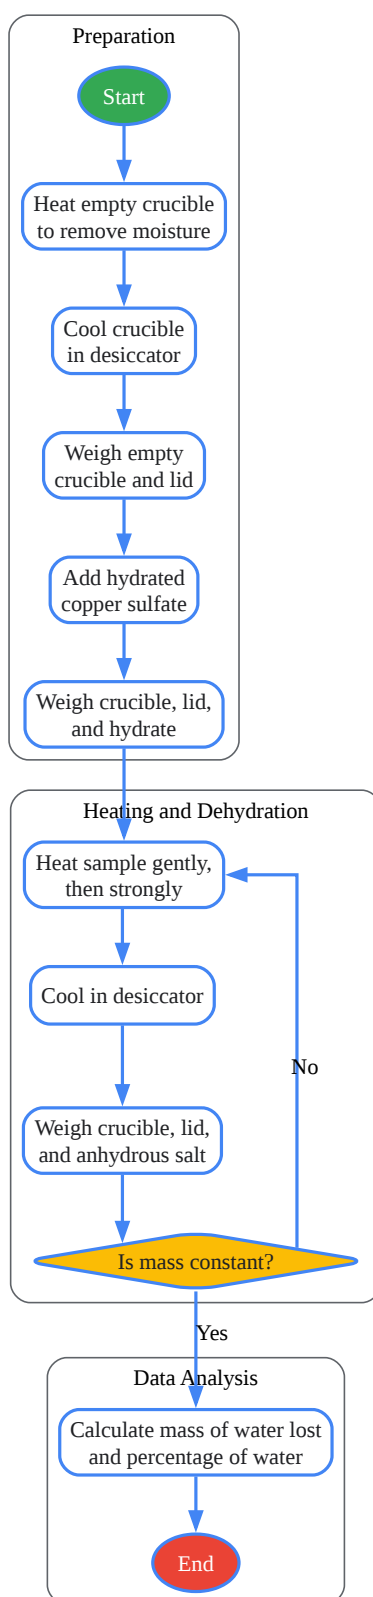 Preparation
Start
Heat empty crucible
to remove moisture
Cool crucible
in desiccator
Weigh empty
crucible and lid
Add hydrated
copper sulfate
Weigh crucible, lid,
and hydrate
Heating and Dehydration
Heat sample gently,
then strongly
Cool in desiccator
No
Weigh crucible, lid,
and anhydrous salt
Is mass constant?
Yes
Data Analysis
Calculate mass of water lost
and percentage of water
End